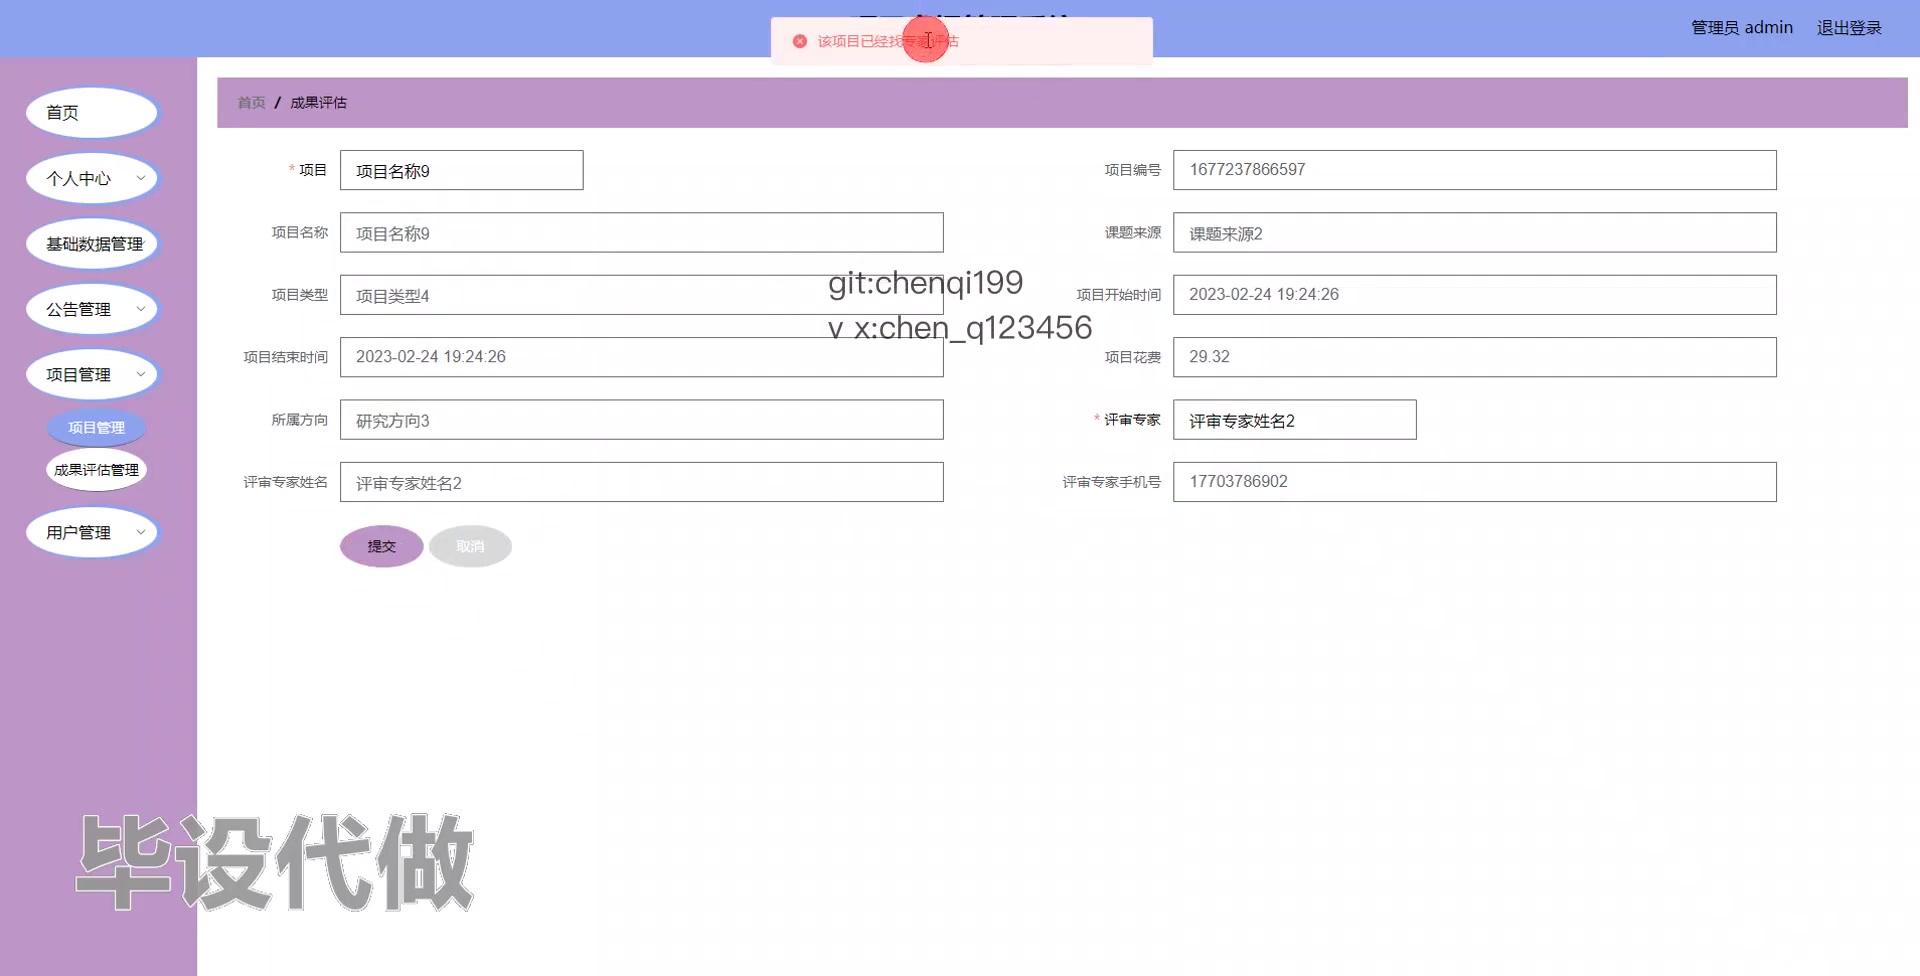 该项目已经找专家评估
管理员 admin 退出登录
首页 / 成果评估
首页
个人中心
基础数据管理
公告管理
项目管理
项目管理
成果评估管理
用户管理
* 项目 项目名称9 项目编号 1677237866597
项目名称 项目名称9 课题来源 课题来源2
项目类型 项目类型4 项目开始时间 2023-02-24 19:24:26
项目结束时间 2023-02-24 19:24:26 项目花费 29.32
所属方向 研究方向3 * 评审专家 评审专家姓名2
评审专家姓名 评审专家姓名2 评审专家手机号 17703786902
提交 取消
git:chenqi199
v x:chen_q123456
毕设代做